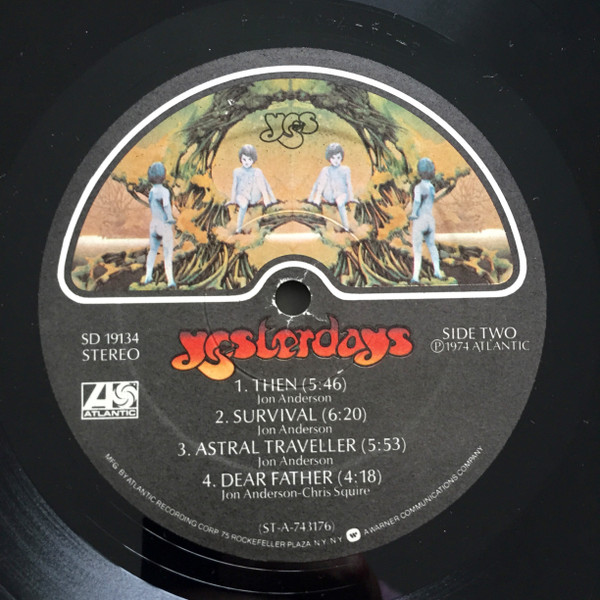 yes
SD 19134
STEREO
yesterdays
SIDE TWO
℗1974 ATLANTIC
1. THEN (5:46)
Jon Anderson
2. SURVIVAL (6:20)
Jon Anderson
3. ASTRAL TRAVELLER (5:53)
Jon Anderson
4. DEAR FATHER (4:18)
Jon Anderson-Chris Squire
ATLANTIC
(ST-A-743176)
MFG. BY ATLANTIC RECORDING CORP. 75 ROCKEFELLER PLAZA N.Y. N.Y. W A WARNER COMMUNICATIONS COMPANY